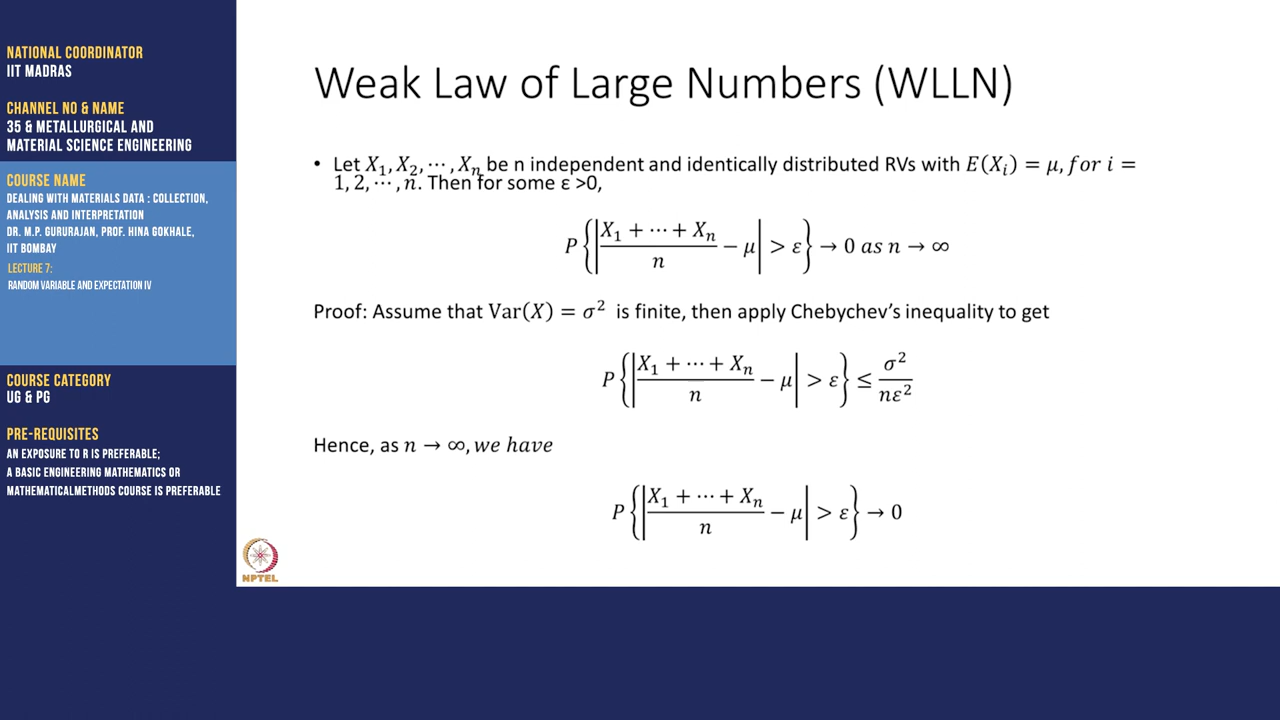 NATIONAL COORDINATOR
IIT MADRAS
CHANNEL NO & NAME
35 & METALLURGICAL AND
MATERIAL SCIENCE ENGINEERING
COURSE NAME
DEALING WITH MATERIALS DATA : COLLECTION,
ANALYSIS AND INTERPRETATION
DR. M.P. GURURAJAN, PROF. HINA GOKHALE,
IIT BOMBAY
LECTURE 7:
RANDOM VARIABLE AND EXPECTATION IV
COURSE CATEGORY
UG & PG
PRE-REQUISITES
AN EXPOSURE TO R IS PREFERABLE;
A BASIC ENGINEERING MATHEMATICS OR
MATHEMATICALMETHODS COURSE IS PREFERABLE
Weak Law of Large Numbers (WLLN)
• Let X₁, X₂, ⋯, Xₙ be n independent and identically distributed RVs with E(Xᵢ) = μ, for i =
1, 2, ⋯, n. Then for some ε >0,
P{|(X₁ + ⋯ + Xₙ)/n − μ| > ε} → 0 as n → ∞
Proof: Assume that Var(X) = σ² is finite, then apply Chebychev’s inequality to get
P{|(X₁ + ⋯ + Xₙ)/n − μ| > ε} ≤ σ²/nε²
Hence, as n → ∞, we have
P{|(X₁ + ⋯ + Xₙ)/n − μ| > ε} → 0
NPTEL